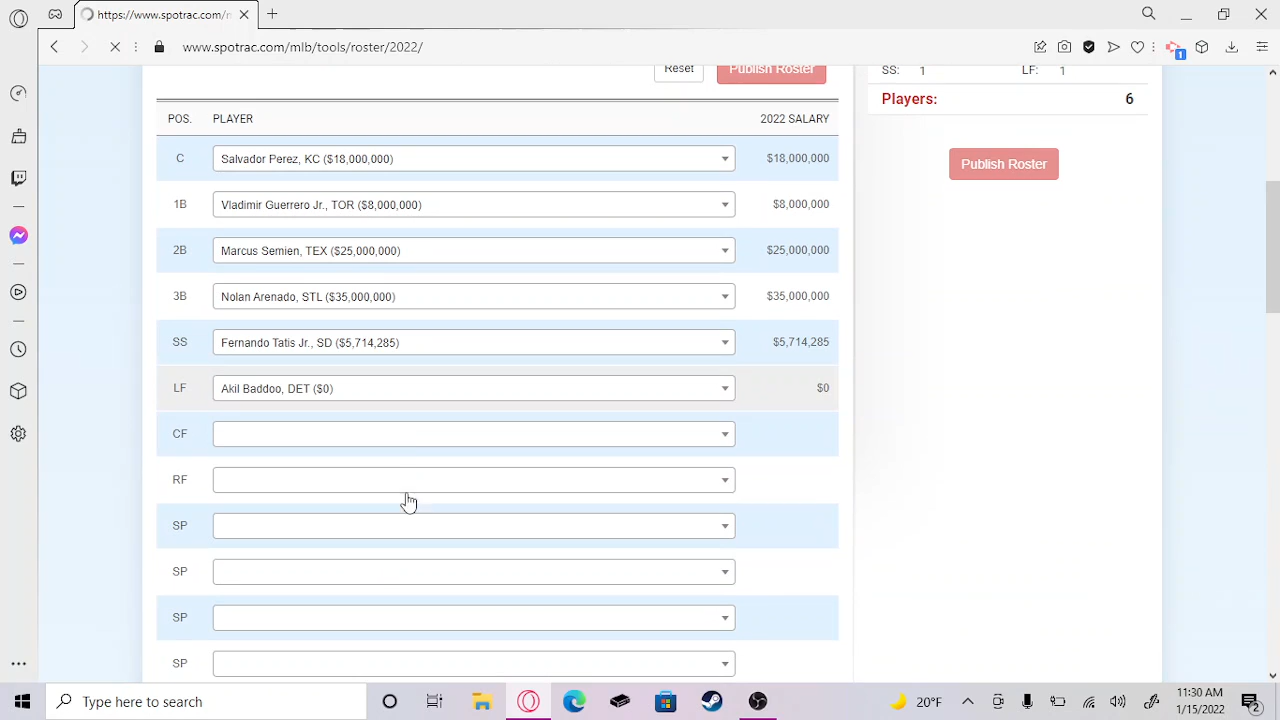 https://www.spotrac.com/m
www.spotrac.com/mlb/tools/roster/2022/
1
Reset
Publish Roster
SS: 1
LF: 1
Players: 6
Publish Roster
POS. PLAYER 2022 SALARY
C Salvador Perez, KC ($18,000,000) $18,000,000
1B Vladimir Guerrero Jr., TOR ($8,000,000) $8,000,000
2B Marcus Semien, TEX ($25,000,000) $25,000,000
3B Nolan Arenado, STL ($35,000,000) $35,000,000
SS Fernando Tatis Jr., SD ($5,714,285) $5,714,285
LF Akil Baddoo, DET ($0) $0
CF
RF
SP
SP
SP
SP
Type here to search
20°F
11:30 AM
1/15/2022
2